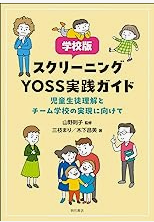 学校版
スクリーニング
YOSS実践ガイド
児童生徒理解と
チーム学校の実現に向けて
山野則子 監修
三枝まり／木下昌美 著
明石書店